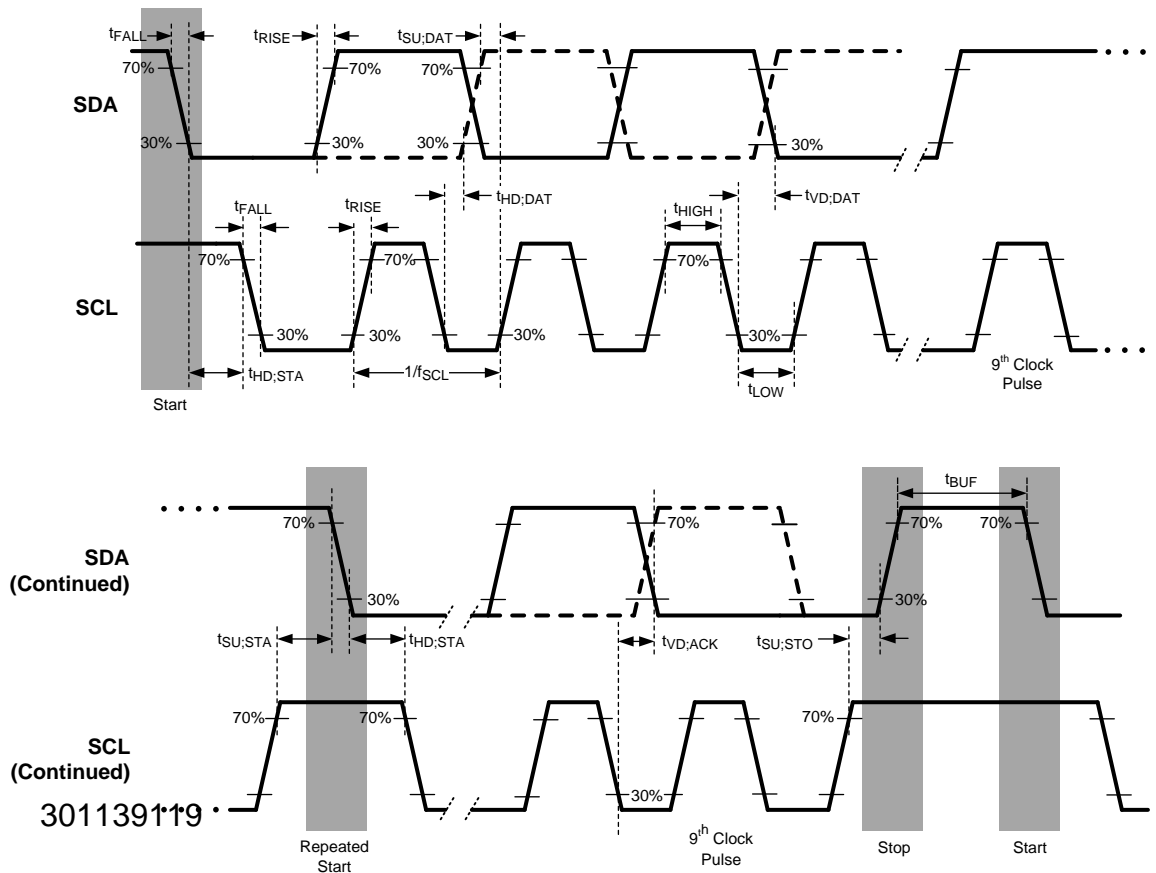 tFALL tRISE tSU;DAT
70% 70% 70%
SDA
30% 30% 30% 30%
tHD;DAT tVD;DAT
tFALL tRISE tHIGH
70% 70% 70%
SCL
30% 30% 30% 30%
tHD;STA 1/fSCL tLOW
9th Clock
Pulse
Start
tBUF
70% 70% 70% 70%
SDA
(Continued)
30% 30%
tSU;STA tHD;STA tVD;ACK tSU;STO
70% 70% 70%
SCL
(Continued)
30%
301139119
Repeated
Start
9th Clock
Pulse
Stop
Start